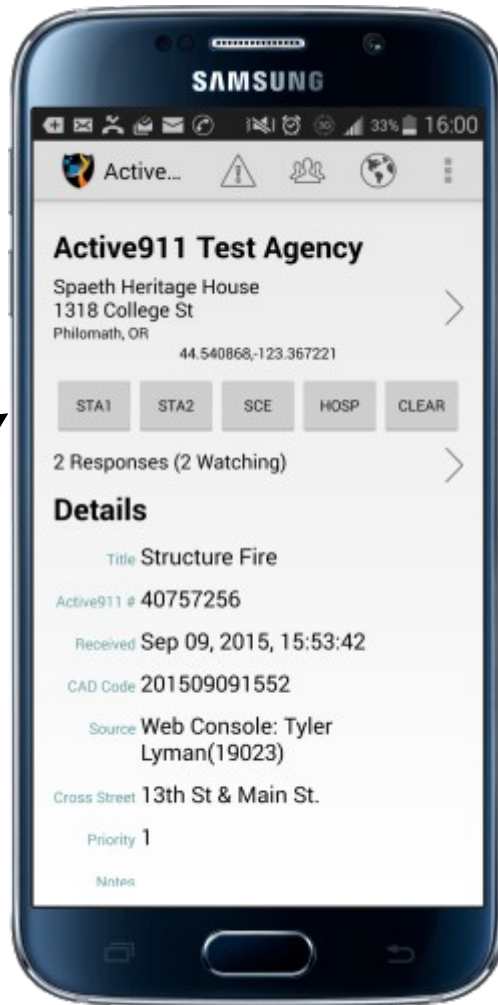 SAMSUNG
3G 33% 16:00
Active...
Active911 Test Agency
Spaeth Heritage House
1318 College St
Philomath, OR
44.540868,-123.367221
STA1 STA2 SCE HOSP CLEAR
2 Responses (2 Watching)
Details
Title Structure Fire
Active911 # 40757256
Received Sep 09, 2015, 15:53:42
CAD Code 201509091552
Source Web Console: Tyler
Lyman(19023)
Cross Street 13th St & Main St.
Priority 1
Notes